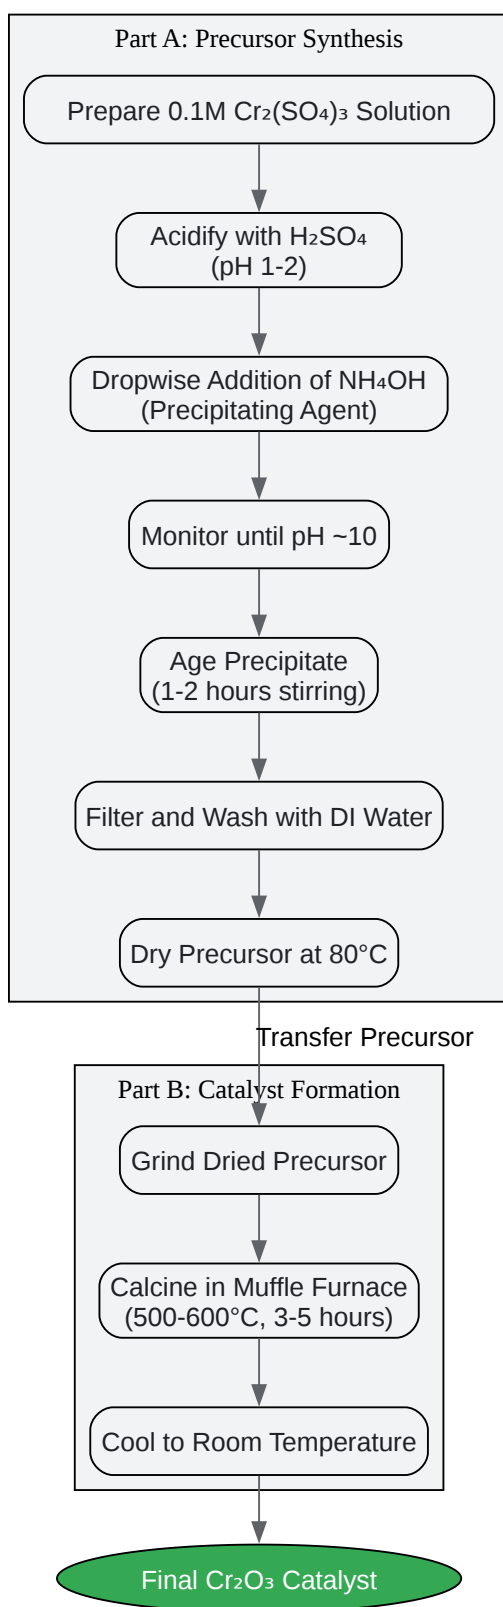 Part A: Precursor Synthesis
Prepare 0.1M Cr₂(SO₄)₃ Solution
Acidify with H₂SO₄
(pH 1-2)
Dropwise Addition of NH₄OH
(Precipitating Agent)
Monitor until pH ~10
Age Precipitate
(1-2 hours stirring)
Filter and Wash with DI Water
Dry Precursor at 80°C
Transfer Precursor
Part B: Catalyst Formation
Grind Dried Precursor
Calcine in Muffle Furnace
(500-600°C, 3-5 hours)
Cool to Room Temperature
Final Cr₂O₃ Catalyst